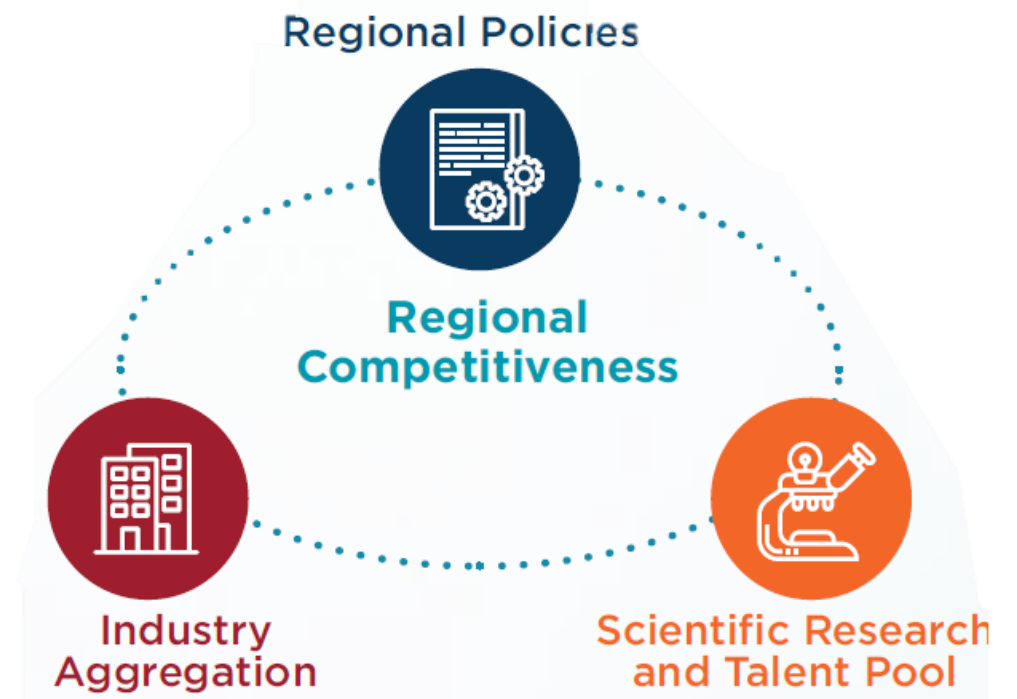 Regional Policies
Regional
Competitiveness
Industry
Aggregation
Scientific Research
and Talent Pool